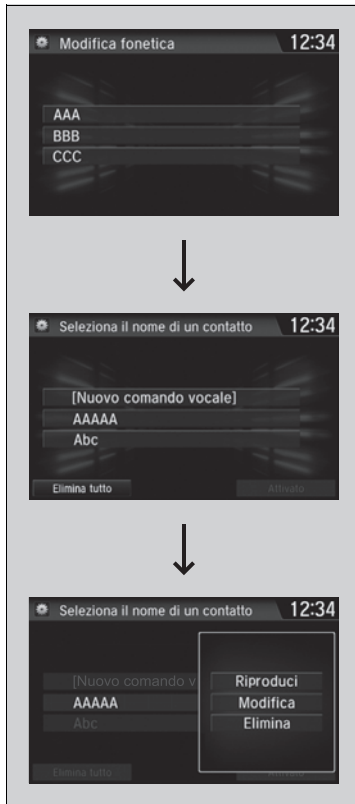 Modifica fonetica 12:34
AAA
BBB
CCC
Seleziona il nome di un contatto 12:34
[Nuovo comando vocale]
AAAAA
Abc
Elimina tutto Attivato
Seleziona il nome di un contatto 12:34
[Nuovo comando v
AAAAA
Abc
Riproduci
Modifica
Elimina
Elimina tutto Attivato